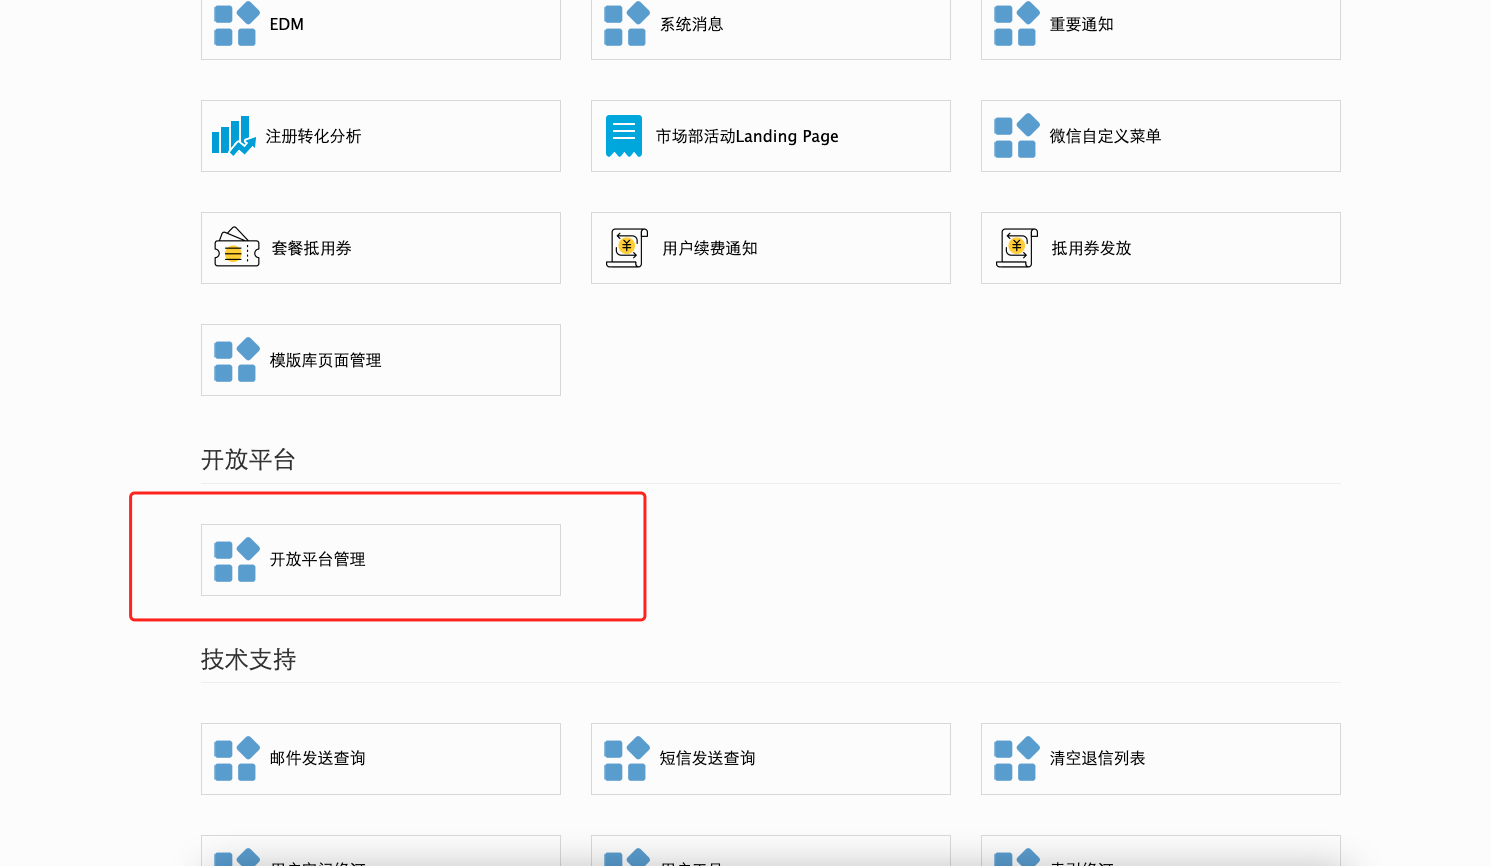 EDM
系统消息
重要通知
注册转化分析
市场部活动Landing Page
微信自定义菜单
套餐抵用券
用户续费通知
抵用券发放
模版库页面管理
开放平台
开放平台管理
技术支持
邮件发送查询
短信发送查询
清空退信列表